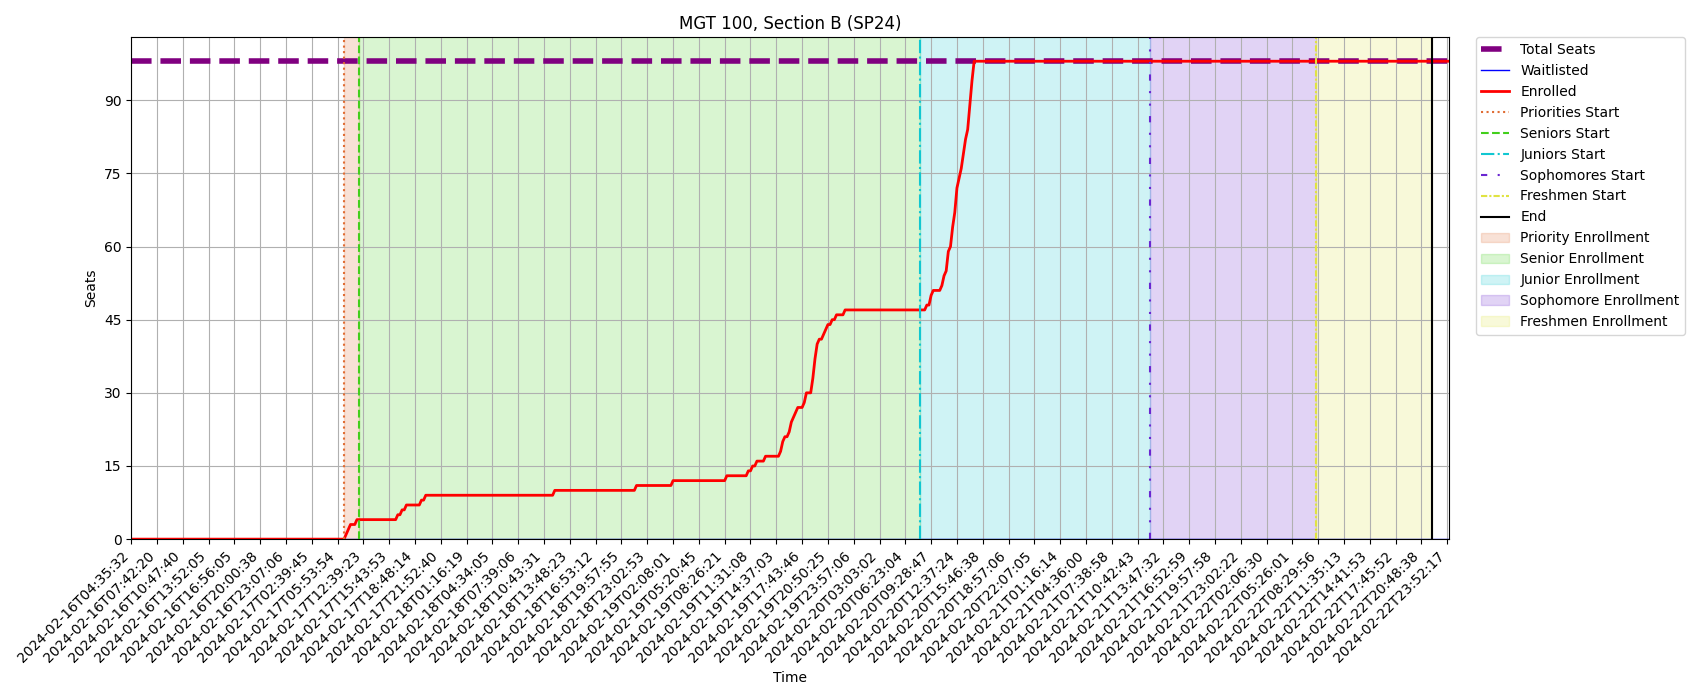 MGT 100, Section B (SP24)
Seats
90
75
60
45
30
15
0
2024-02-16T04:35:32
2024-02-16T07:42:20
2024-02-16T10:47:40
2024-02-16T13:52:05
2024-02-16T16:56:05
2024-02-16T20:00:38
2024-02-16T23:07:06
2024-02-17T02:39:45
2024-02-17T05:53:54
2024-02-17T12:39:23
2024-02-17T15:43:53
2024-02-17T18:48:14
2024-02-17T21:52:40
2024-02-18T01:16:19
2024-02-18T04:34:05
2024-02-18T07:39:06
2024-02-18T10:43:31
2024-02-18T13:48:23
2024-02-18T16:53:12
2024-02-18T19:57:55
2024-02-18T23:02:53
2024-02-19T02:08:01
2024-02-19T05:20:45
2024-02-19T08:26:21
2024-02-19T11:31:08
2024-02-19T14:37:03
2024-02-19T17:43:46
2024-02-19T20:50:25
2024-02-19T23:57:06
2024-02-20T03:03:02
2024-02-20T06:23:04
2024-02-20T09:28:47
2024-02-20T12:37:24
2024-02-20T15:46:38
2024-02-20T18:57:06
2024-02-20T22:07:05
2024-02-21T01:16:14
2024-02-21T04:36:00
2024-02-21T07:38:58
2024-02-21T10:42:43
2024-02-21T13:47:32
2024-02-21T16:52:59
2024-02-21T19:57:58
2024-02-21T23:02:22
2024-02-22T02:06:30
2024-02-22T05:26:01
2024-02-22T08:29:56
2024-02-22T11:35:13
2024-02-22T14:41:53
2024-02-22T17:45:52
2024-02-22T20:48:38
2024-02-22T23:52:17
Time
Total Seats
Waitlisted
Enrolled
Priorities Start
Seniors Start
Juniors Start
Sophomores Start
Freshmen Start
End
Priority Enrollment
Senior Enrollment
Junior Enrollment
Sophomore Enrollment
Freshmen Enrollment